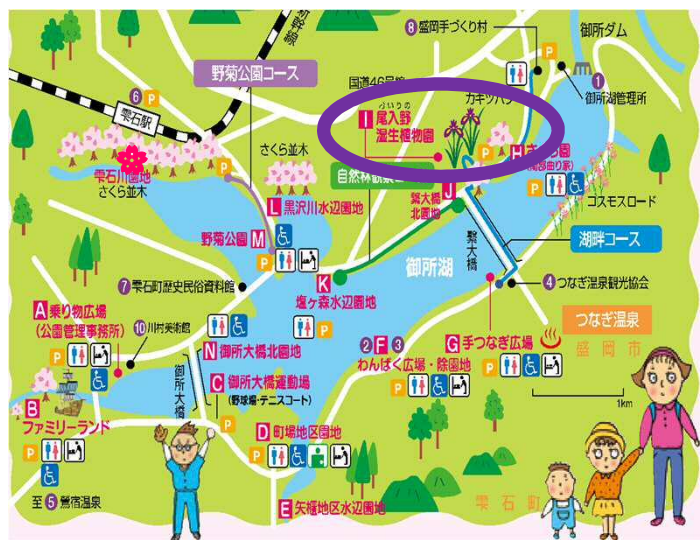 8 盛岡手づくり村
御所ダム
1
御所湖管理所
野菊公園コース
6 P
雫石駅
国道46号
ぶいりの
I 尾入野
湿生植物園
カキツバタ
さくら並木
雫石川園地
さくら並木
自然林観察
H
P
コスモスロード
J
繋大橋
北園地
L 黒沢川水辺園地
野菊公園 M
湖畔コース
繋大橋
御所湖
K
塩ヶ森水辺園地
7 雫石町歴史民俗資料館
4 つなぎ温泉観光協会
A 乗り物広場
(公園管理事務所)
10 川村美術館
つなぎ温泉
盛岡市
G 手つなぎ広場
2 F 3
わんぱく広場・除園地
N 御所大橋北園地
御所大橋
C 御所大橋運動場
(野球場・テニスコート)
1km
B
ファミリーランド
D 町場地区園地
至 5 鶯宿温泉
E 矢櫃地区水辺園地
雫石町